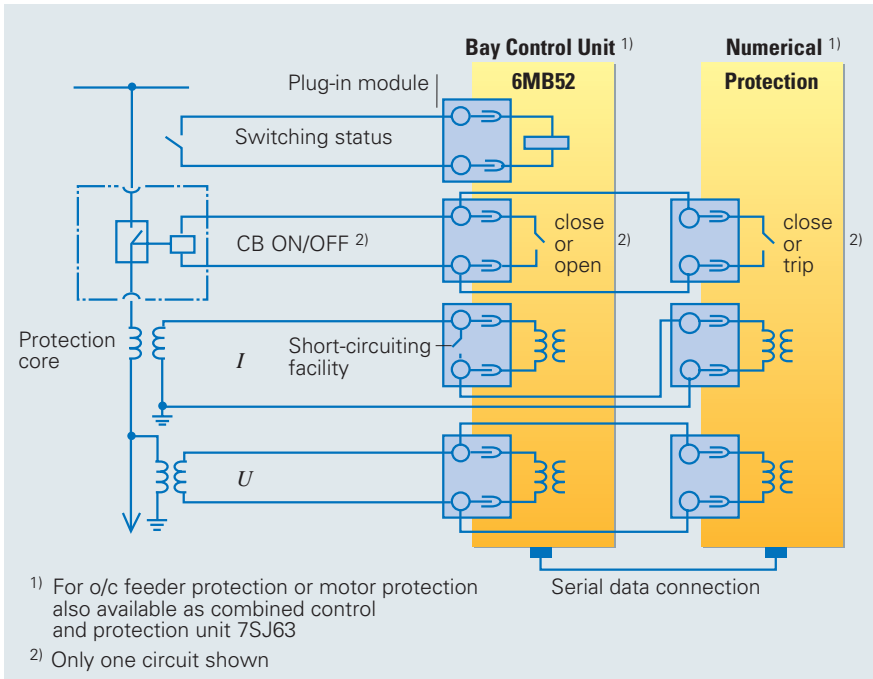 Bay Control Unit 1)
Numerical 1)
6MB52
Protection
Plug-in module
Switching status
CB ON/OFF 2)
close
or
open
2)
close
or
trip
2)
Protection
core
I
Short-circuiting
facility
U
Serial data connection
1) For o/c feeder protection or motor protection
also available as combined control
and protection unit 7SJ63
2) Only one circuit shown